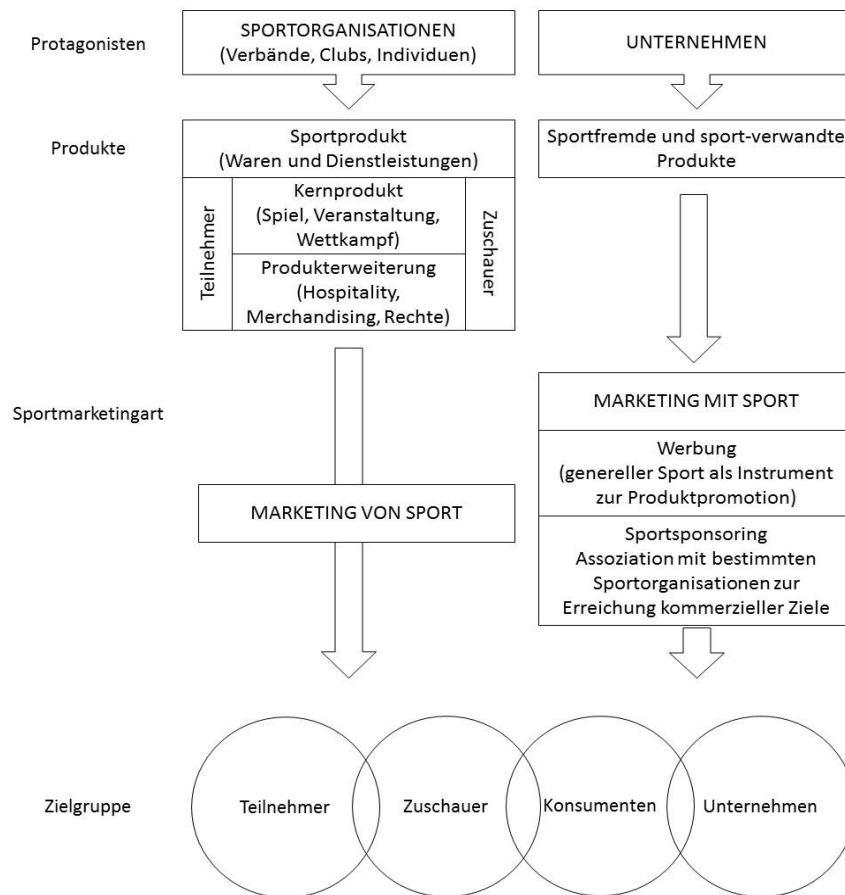 Protagonisten
SPORTORGANISATIONEN
(Verbände, Clubs, Individuen)
UNTERNEHMEN
Produkte
Sportprodukt
(Waren und Dienstleistungen)
Sportfremde und sport-verwandte
Produkte
Teilnehmer
Kernprodukt
(Spiel, Veranstaltung,
Wettkampf)
Produkterweiterung
(Hospitality,
Merchandising, Rechte)
Zuschauer
Sportmarketingart
MARKETING VON SPORT
MARKETING MIT SPORT
Werbung
(genereller Sport als Instrument
zur Produktpromotion)
Sportsponsoring
Assoziation mit bestimmten
Sportorganisationen zur
Erreichung kommerzieller Ziele
Zielgruppe
Teilnehmer
Zuschauer
Konsumenten
Unternehmen